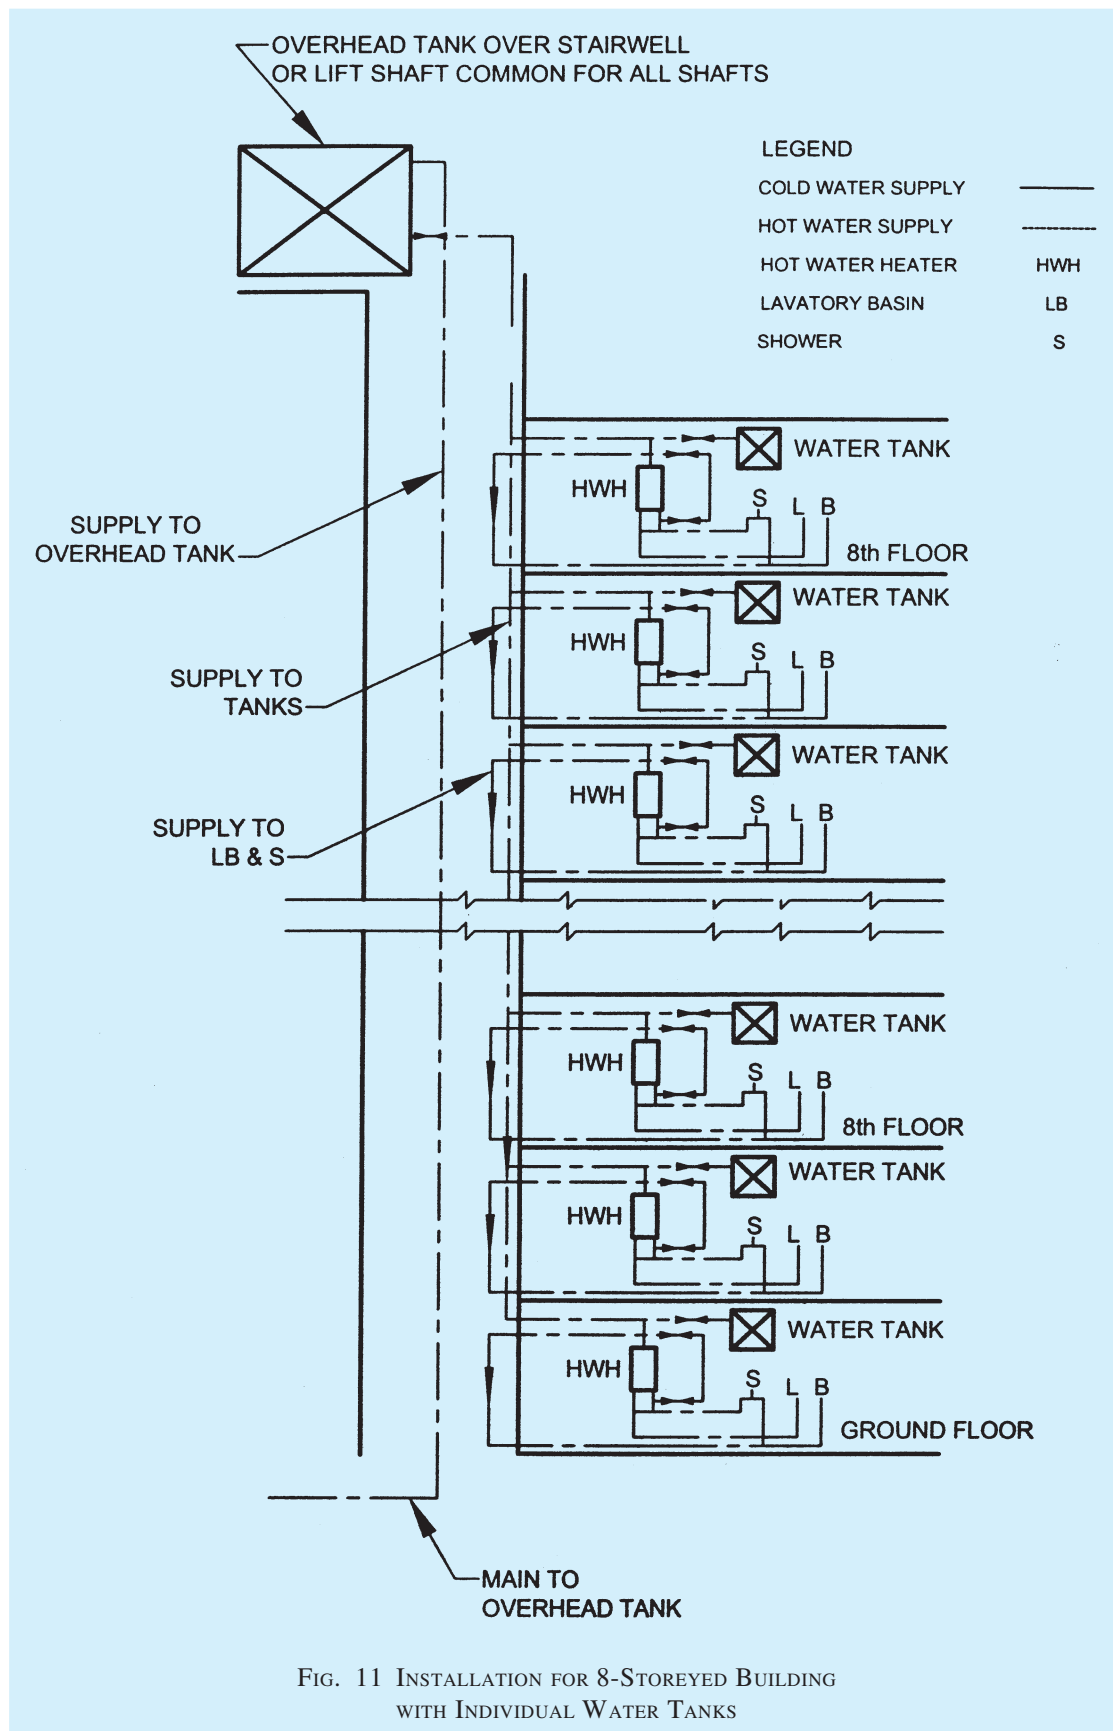 OVERHEAD TANK OVER STAIRWELL
OR LIFT SHAFT COMMON FOR ALL SHAFTS
LEGEND
COLD WATER SUPPLY
HOT WATER SUPPLY
HOT WATER HEATER HWH
LAVATORY BASIN LB
SHOWER S
WATER TANK
HWH
S
L B
8th FLOOR
SUPPLY TO
OVERHEAD TANK
WATER TANK
HWH
S
L B
SUPPLY TO
TANKS
WATER TANK
HWH
S
L B
SUPPLY TO
LB & S
WATER TANK
HWH
S
L B
8th FLOOR
WATER TANK
HWH
S
L B
WATER TANK
HWH
S
L B
GROUND FLOOR
MAIN TO
OVERHEAD TANK
FIG. 11 INSTALLATION FOR 8-STOREYED BUILDING
WITH INDIVIDUAL WATER TANKS